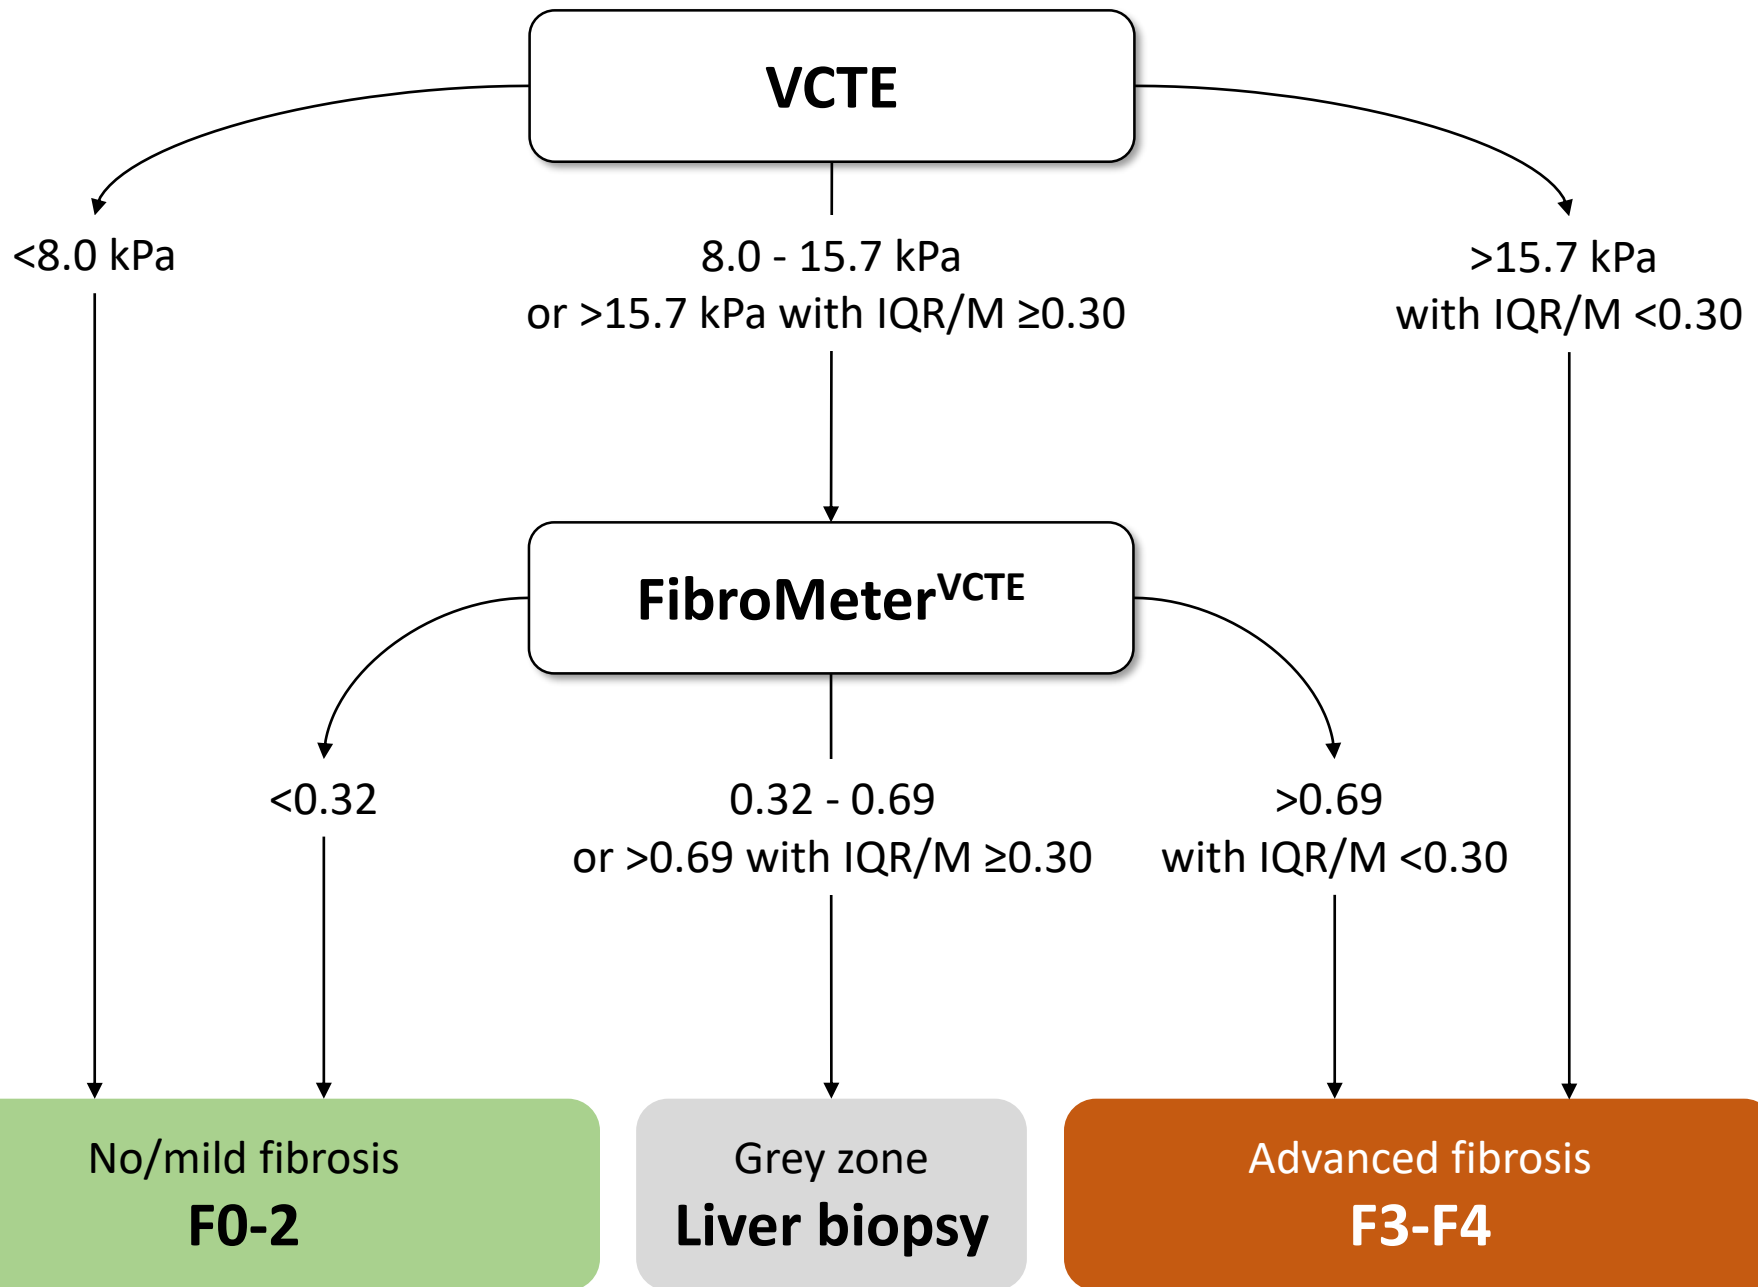 VCTE
<8.0 kPa
8.0 - 15.7 kPa
or >15.7 kPa with IQR/M ≥0.30
>15.7 kPa
with IQR/M <0.30
FibroMeterVCTE
<0.32
0.32 - 0.69
or >0.69 with IQR/M ≥0.30
>0.69
with IQR/M <0.30
No/mild fibrosis
F0-2
Grey zone
Liver biopsy
Advanced fibrosis
F3-F4